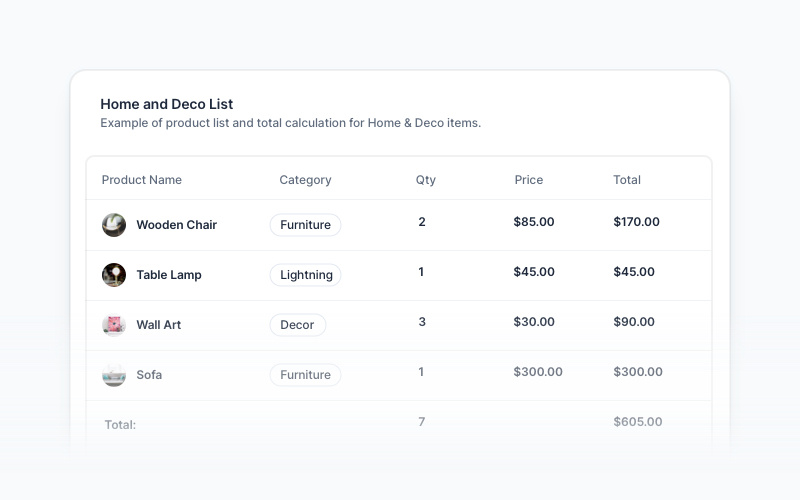 Home and Deco List
Example of product list and total calculation for Home & Deco items.
Product Name Category Qty Price Total
Wooden Chair Furniture 2 $85.00 $170.00
Table Lamp Lightning 1 $45.00 $45.00
Wall Art Decor 3 $30.00 $90.00
Sofa Furniture 1 $300.00 $300.00
Total: 7 $605.00